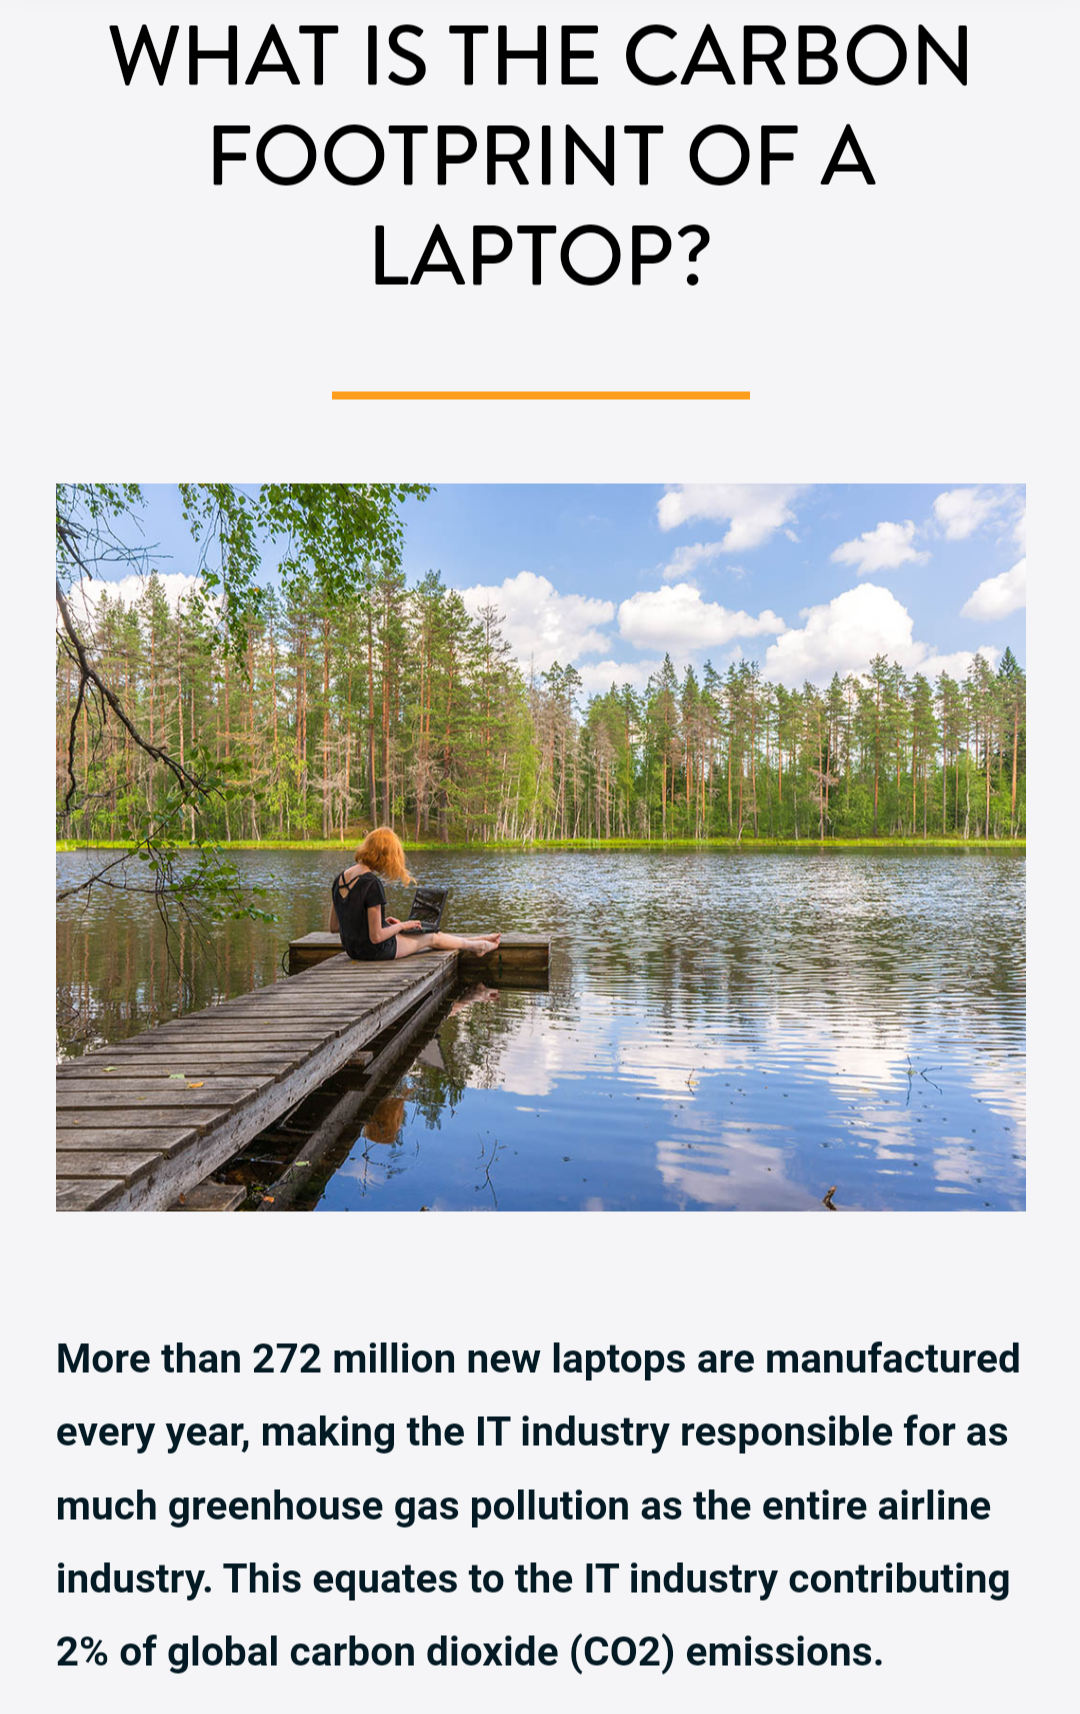 WHAT IS THE CARBON
FOOTPRINT OF A
LAPTOP?
More than 272 million new laptops are manufactured
every year, making the IT industry responsible for as
much greenhouse gas pollution as the entire airline
industry. This equates to the IT industry contributing
2% of global carbon dioxide (CO2) emissions.